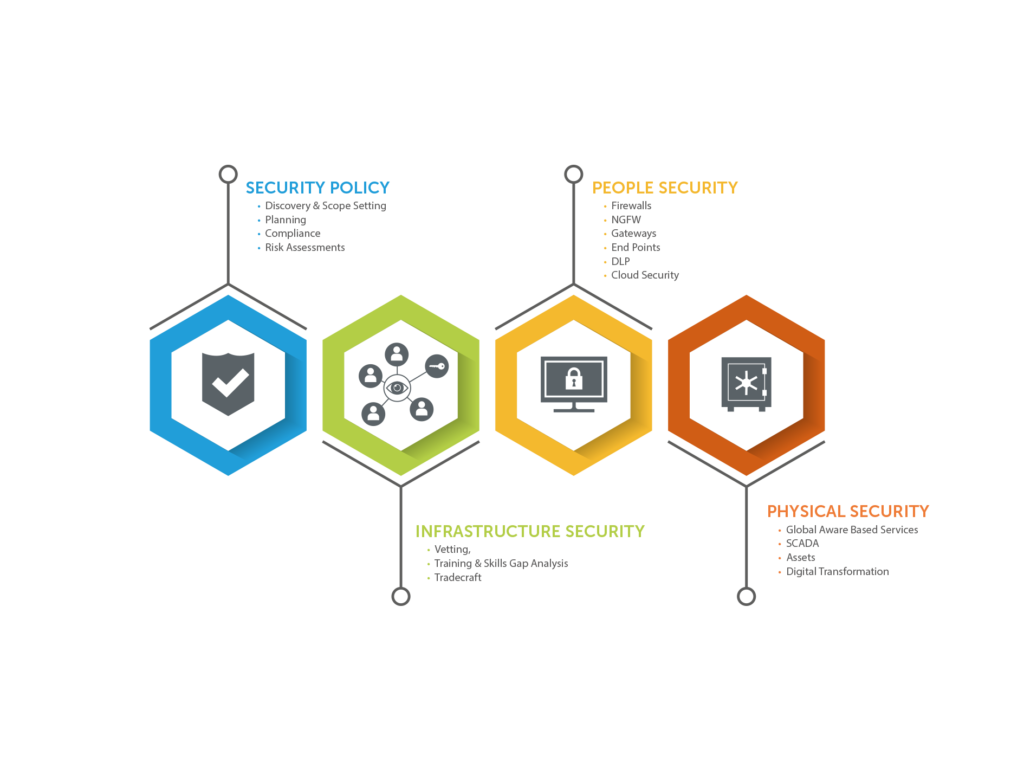 SECURITY POLICY
• Discovery & Scope Setting
• Planning
• Compliance
• Risk Assessments
PEOPLE SECURITY
• Firewalls
• NGFW
• Gateways
• End Points
• DLP
• Cloud Security
INFRASTRUCTURE SECURITY
• Vetting,
• Training & Skills Gap Analysis
• Tradecraft
PHYSICAL SECURITY
• Global Aware Based Services
• SCADA
• Assets
• Digital Transformation